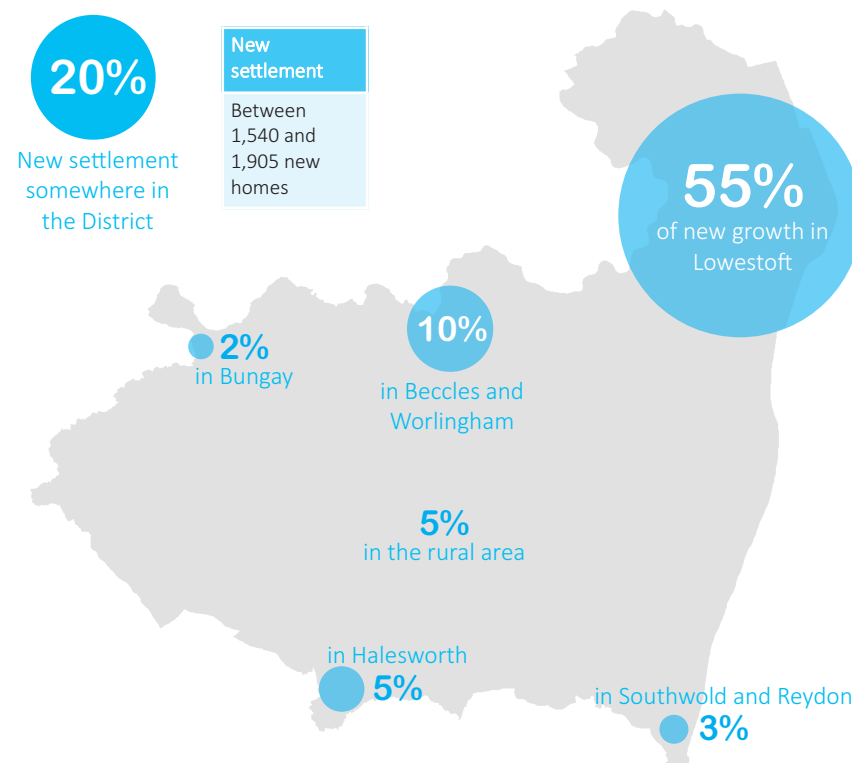 20%
New settlement
somewhere in
the District
New
settlement
Between
1,540 and
1,905 new
homes
55%
of new growth in
Lowestoft
2%
in Bungay
10%
in Beccles and
Worlingham
5%
in the rural area
in Halesworth
5%
in Southwold and Reydon
3%